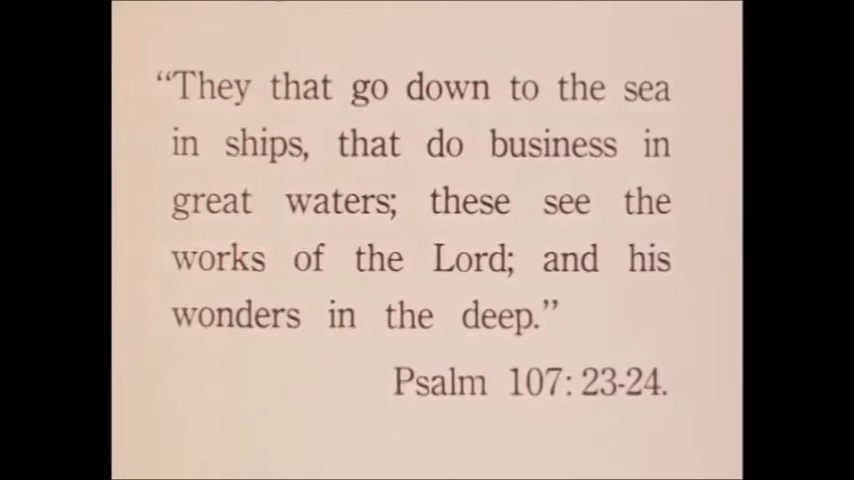 “They that go down to the sea
in ships, that do business in
great waters; these see the
works of the Lord; and his
wonders in the deep.”
Psalm 107: 23-24.